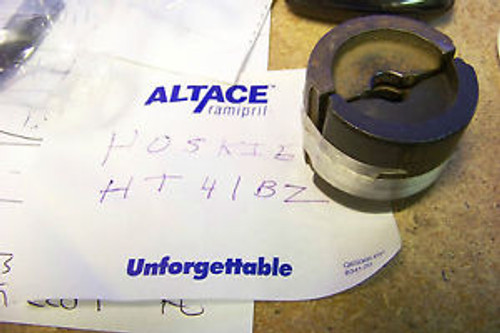 ALTACE
ramipril
HOSKIE
HT41BZ
Unforgettable